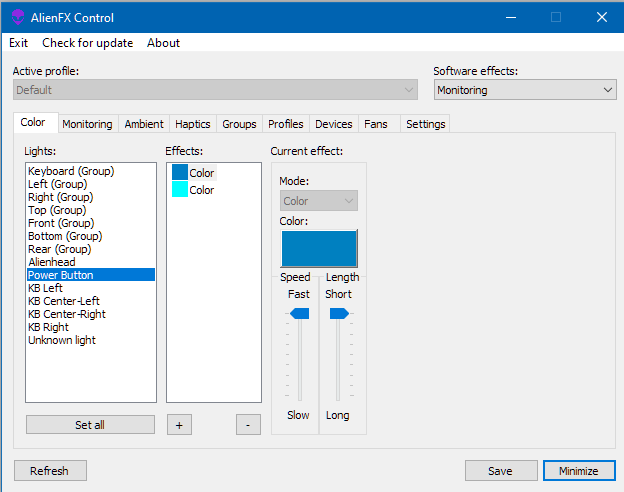 AlienFX Control
Exit Check for update About
Active profile: Software effects:
Default Monitoring
Color Monitoring Ambient Haptics Groups Profiles Devices Fans Settings
Lights:
Keyboard (Group)
Left (Group)
Right (Group)
Top (Group)
Front (Group)
Bottom (Group)
Rear (Group)
Alienhead
Power Button
KB Left
KB Center-Left
KB Center-Right
KB Right
Unknown light
Set all
Effects:
Color
Color
+ -
Current effect:
Mode:
Color
Color:
Speed Length
Fast Short
Slow Long
Refresh Save Minimize